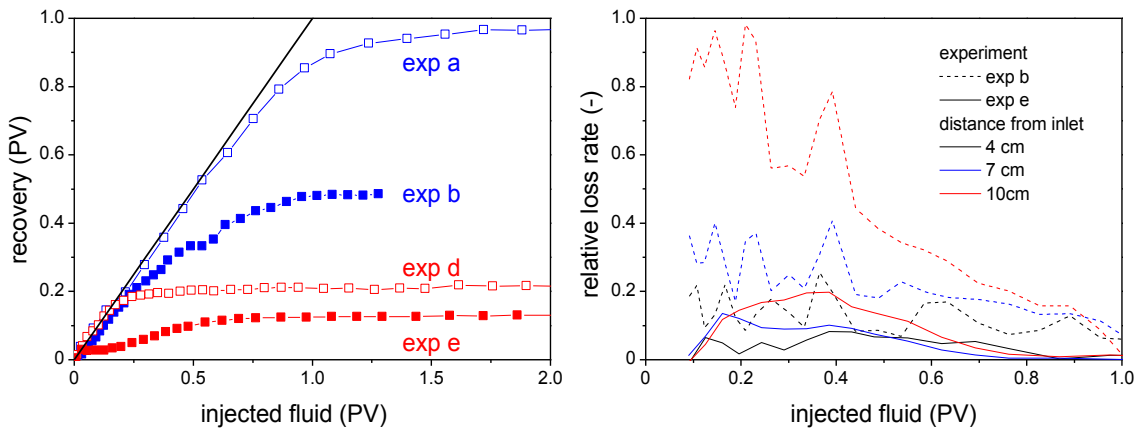 1.0
0.8
0.6
0.4
0.2
0.0
recovery (PV)
exp a
exp b
exp d
exp e
0 0.5 1.0 1.5 2.0
injected fluid (PV)
1.0
0.8
0.6
0.4
0.2
0.0
relative loss rate (-)
experiment
exp b
exp e
distance from inlet
4 cm
7 cm
10cm
0 0.2 0.4 0.6 0.8 1.0
injected fluid (PV)